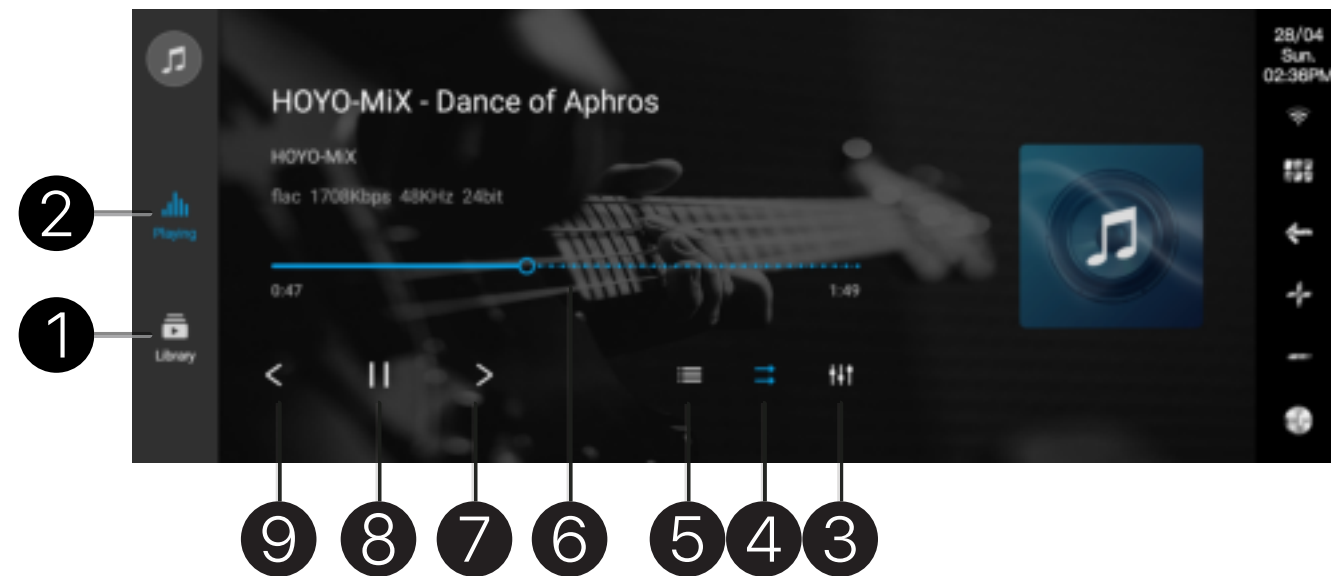 28/04
Sun.
02:36PM
HOYO-MiX - Dance of Aphros
HOYO-MiX
flac 1708Kbps 48KHz 24bit
2
Playing
0:47
1:49
1
Library
9
8
7
6
5
4
3